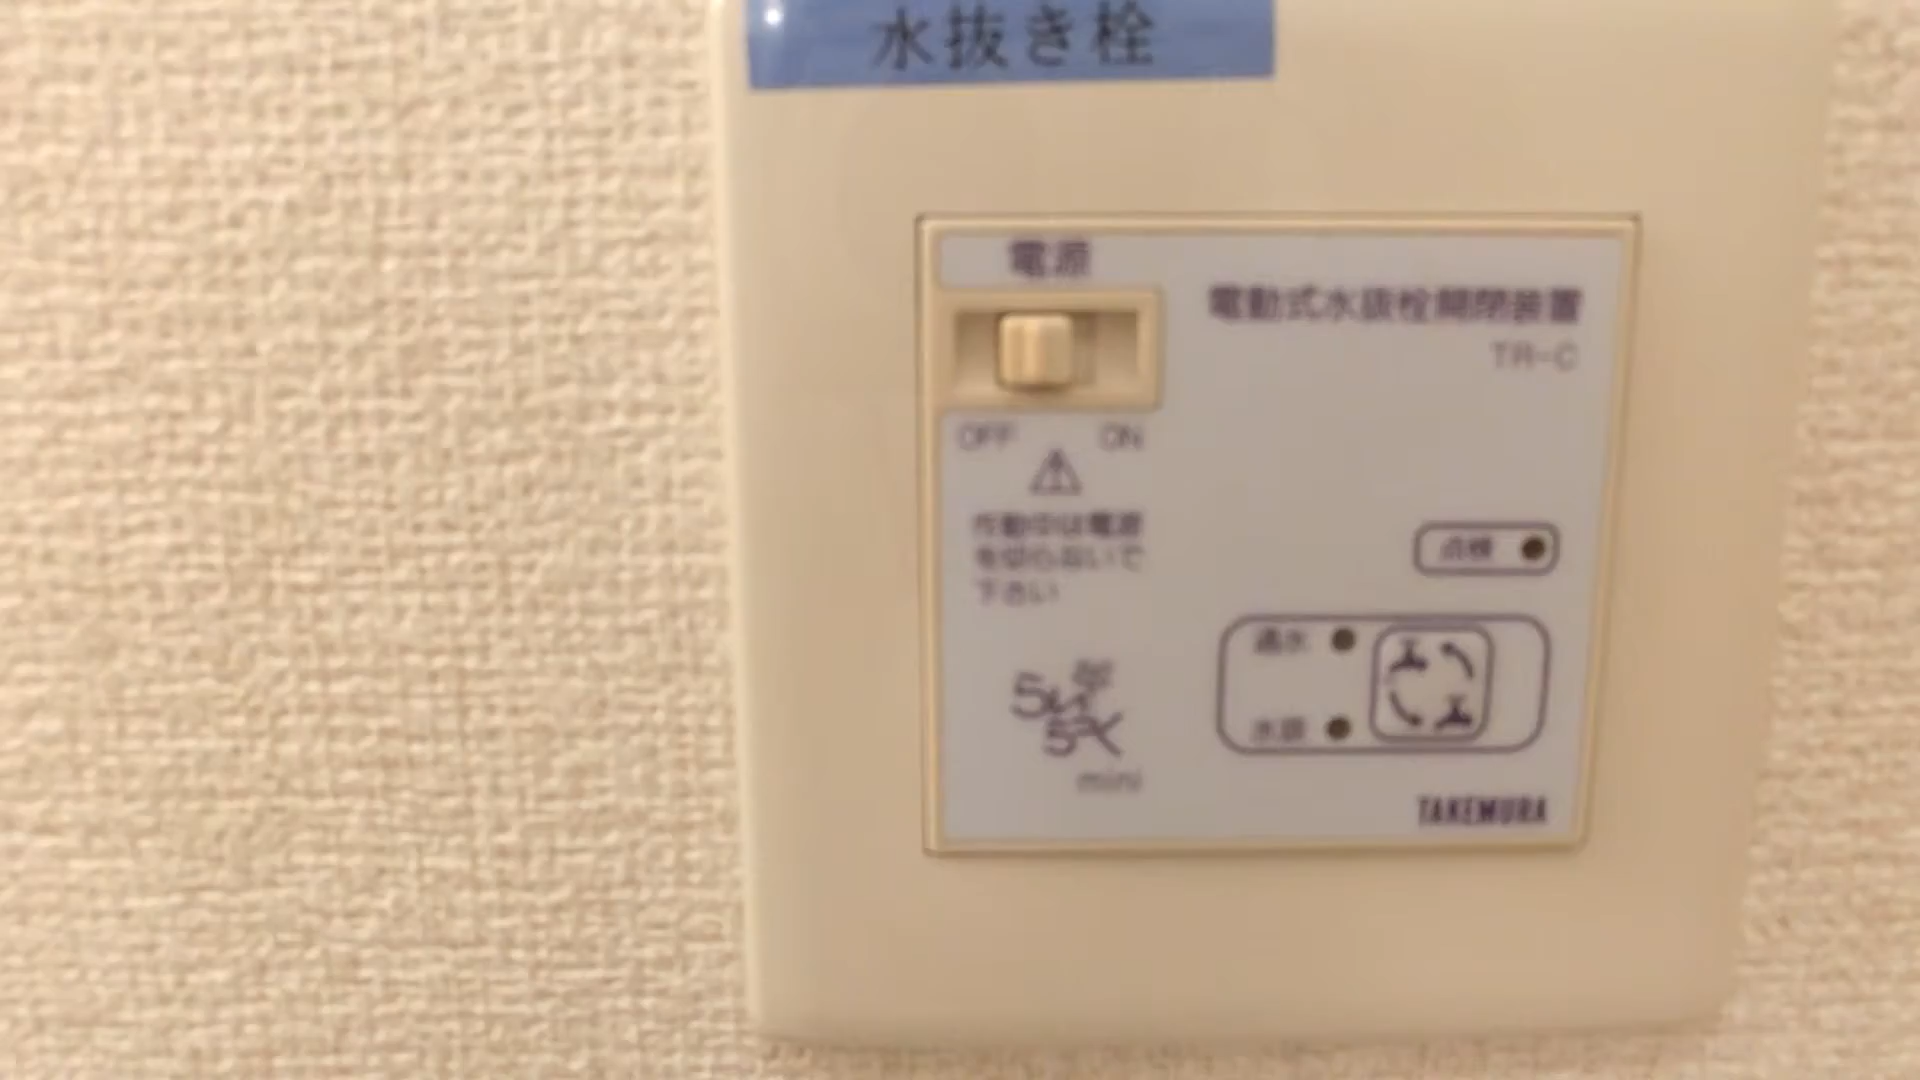 水抜き栓
電源
電動式水抜栓開閉装置
TR-C
OFF ON
作動中は電源
を切らないで
下さい
点検
通水
水抜
mini
TAKEMURA